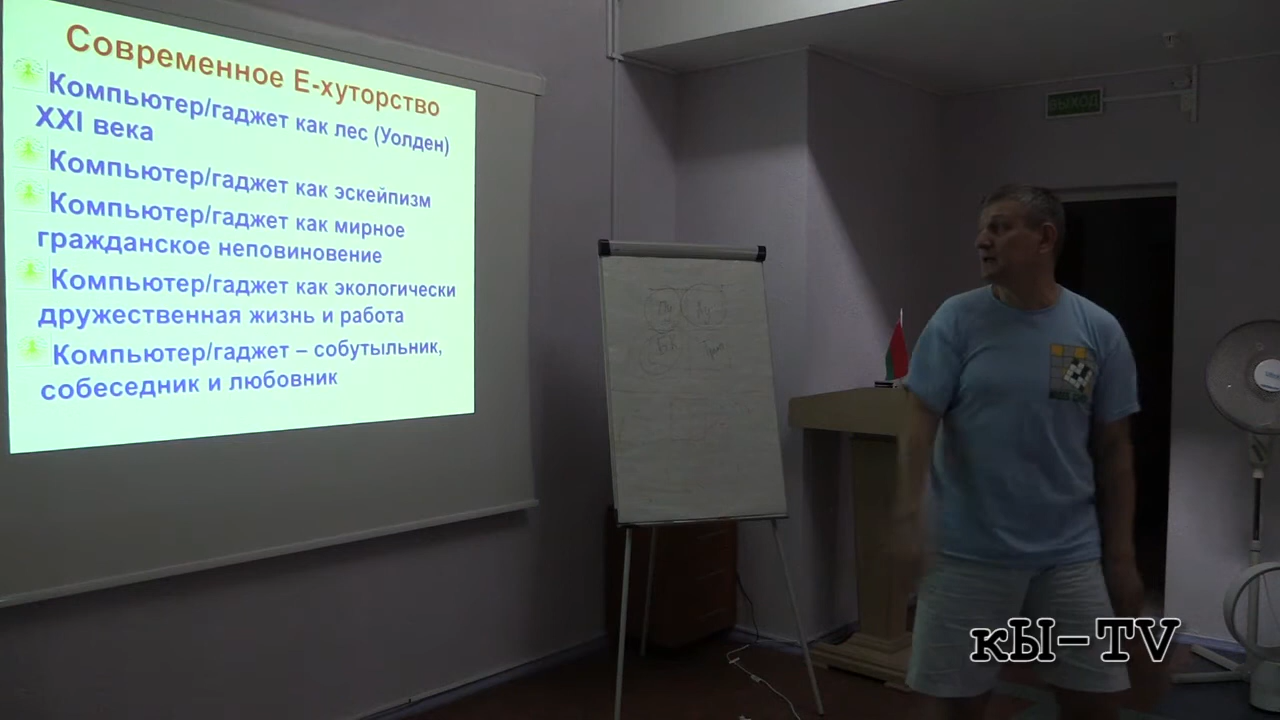 Современное Е-хуторство
Компьютер/гаджет как лес (Уолден)
XXI века
Компьютер/гаджет как эскейпизм
Компьютер/гаджет как мирное
гражданское неповиновение
Компьютер/гаджет как экологически
дружественная жизнь и работа
Компьютер/гаджет – собутыльник,
собеседник и любовник
ВЫХОД
кЫ-TV